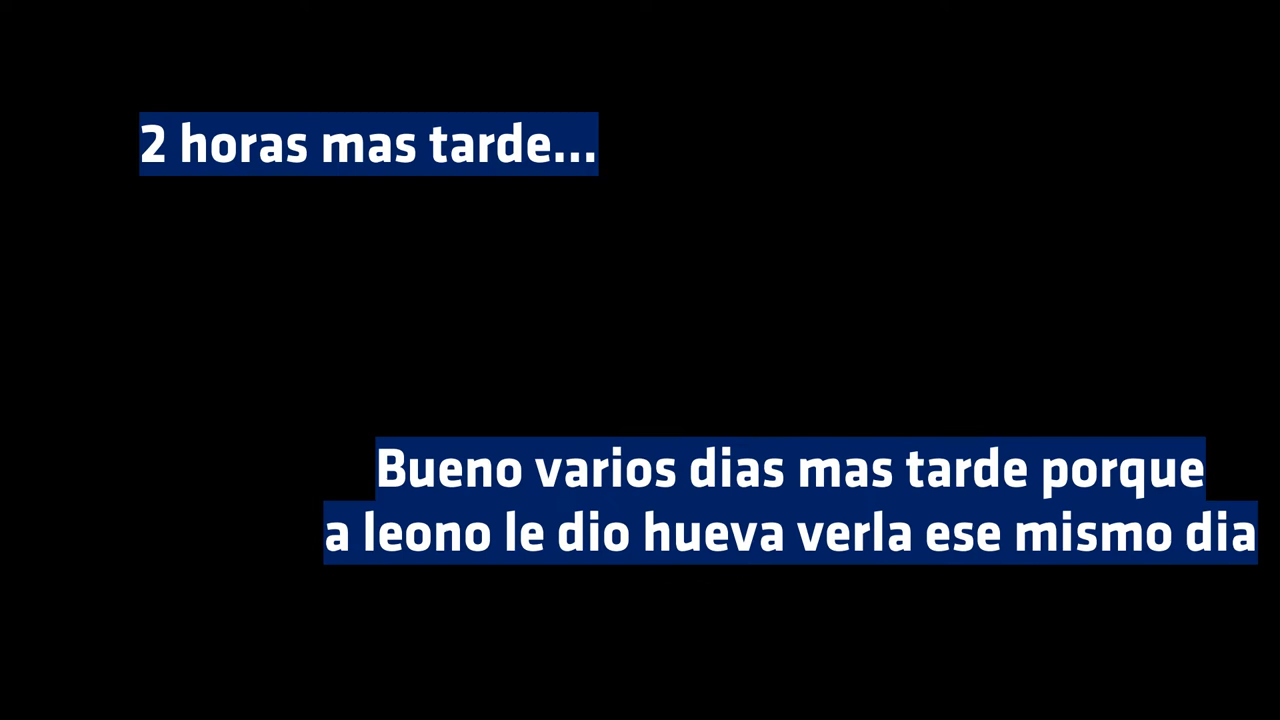 2 horas mas tarde...
Bueno varios dias mas tarde porque
a leono le dio hueva verla ese mismo dia